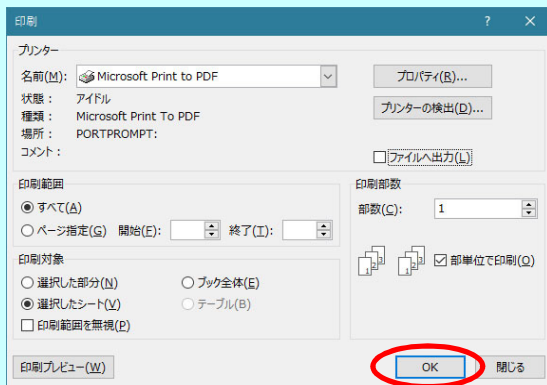 印刷 ? ×
プリンター
名前(M): Microsoft Print to PDF プロパティ(R)...
状態： アイドル プリンターの検出(D)...
種類： Microsoft Print To PDF
場所： PORTPROMPT:
コメント： ファイルへ出力(L)
印刷範囲 印刷部数
すべて(A) 部数(C): 1
ページ指定(G) 開始(F): 終了(T):
印刷対象 部単位で印刷(O)
選択した部分(N) ブック全体(E)
選択したシート(V) テーブル(B)
印刷範囲を無視(P)
印刷プレビュー(W) OK 閉じる